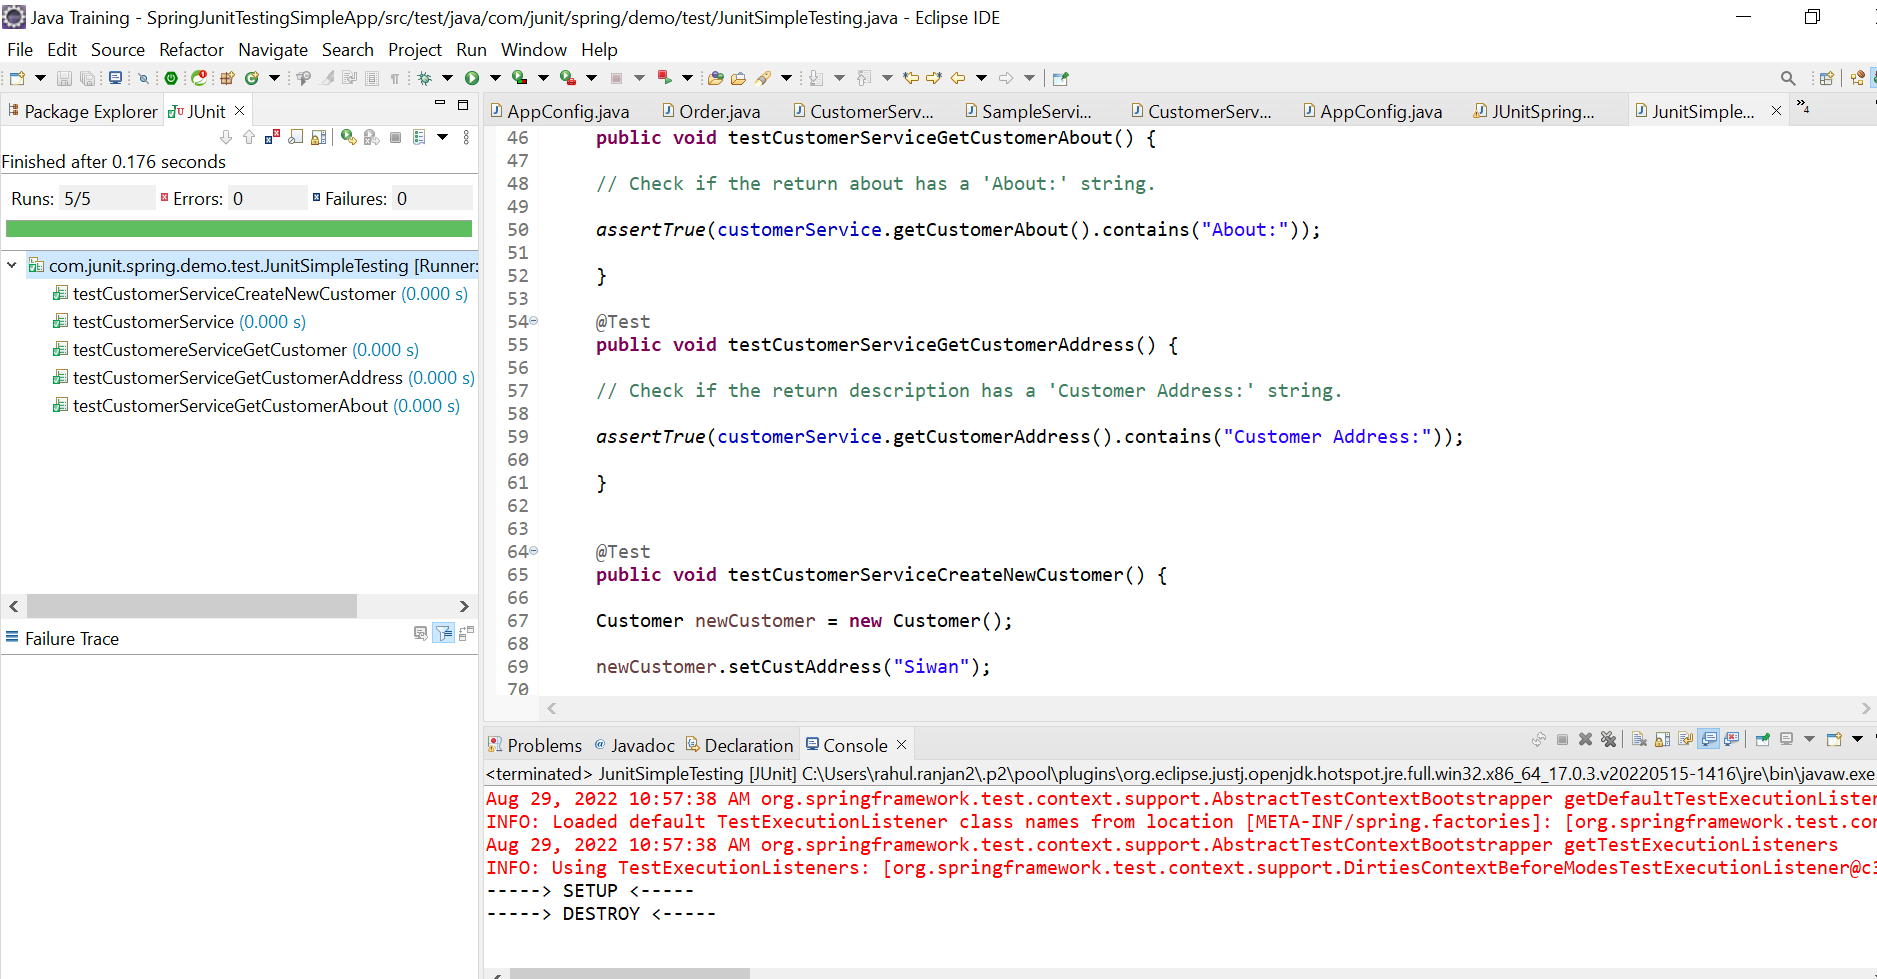 Java Training - SpringJunitTestingSimpleApp/src/test/java/com/junit/spring/demo/test/JunitSimpleTesting.java - Eclipse IDE
File Edit Source Refactor Navigate Search Project Run Window Help
Package Explorer JUnit
Finished after 0.176 seconds
Runs: 5/5 Errors: 0 Failures: 0
com.junit.spring.demo.test.JunitSimpleTesting [Runner:
testCustomerServiceCreateNewCustomer (0.000 s)
testCustomerService (0.000 s)
testCustomereServiceGetCustomer (0.000 s)
testCustomerServiceGetCustomerAddress (0.000 s)
testCustomerServiceGetCustomerAbout (0.000 s)
Failure Trace
AppConfig.java Order.java CustomerServ... SampleServi... CustomerServ... AppConfig.java JUnitSpring... JunitSimple... 4
46 public void testCustomerServiceGetCustomerAbout() {
47
48 // Check if the return about has a 'About:' string.
49
50 assertTrue(customerService.getCustomerAbout().contains("About:"));
51
52 }
53
54 @Test
55 public void testCustomerServiceGetCustomerAddress() {
56
57 // Check if the return description has a 'Customer Address:' string.
58
59 assertTrue(customerService.getCustomerAddress().contains("Customer Address:"));
60
61 }
62
63
64 @Test
65 public void testCustomerServiceCreateNewCustomer() {
66
67 Customer newCustomer = new Customer();
68
69 newCustomer.setCustAddress("Siwan");
70
Problems Javadoc Declaration Console
<terminated> JunitSimpleTesting [JUnit] C:\Users\rahul.ranjan2\.p2\pool\plugins\org.eclipse.justj.openjdk.hotspot.jre.full.win32.x86_64_17.0.3.v20220515-1416\jre\bin\javaw.exe
Aug 29, 2022 10:57:38 AM org.springframework.test.context.support.AbstractTestContextBootstrapper getDefaultTestExecutionListener
INFO: Loaded default TestExecutionListener class names from location [META-INF/spring.factories]: [org.springframework.test.con
Aug 29, 2022 10:57:38 AM org.springframework.test.context.support.AbstractTestContextBootstrapper getTestExecutionListeners
INFO: Using TestExecutionListeners: [org.springframework.test.context.support.DirtiesContextBeforeModesTestExecutionListener@c3
-----> SETUP <-----
-----> DESTROY <-----